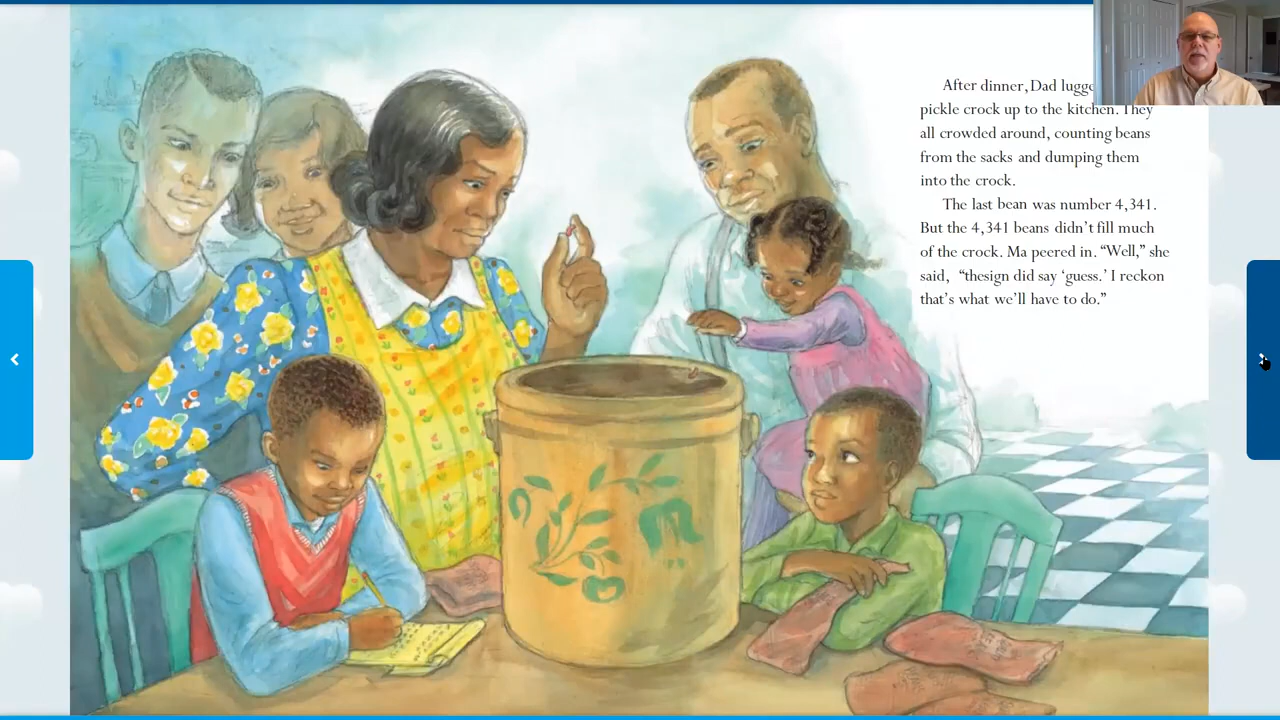 After dinner, Dad lugge
pickle crock up to the kitchen. They
all crowded around, counting beans
from the sacks and dumping them
into the crock.
The last bean was number 4,341.
But the 4,341 beans didn't fill much
of the crock. Ma peered in. "Well," she
said, "thesign did say 'guess.' I reckon
that's what we'll have to do."